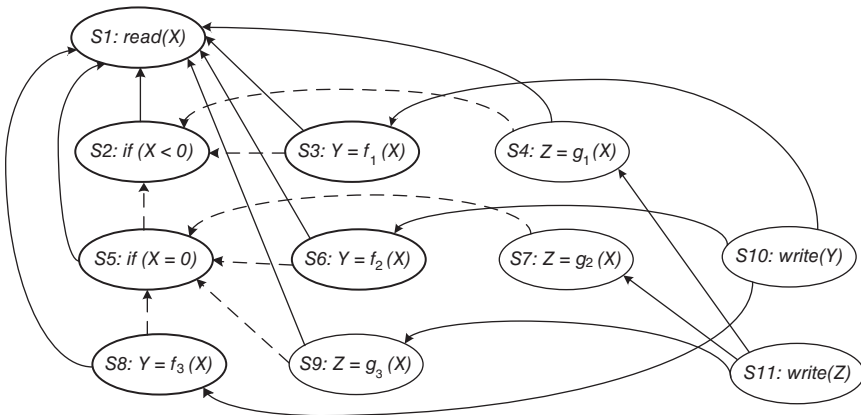 S1: read(X)
S2: if (X < 0)
S3: Y = f₁ (X)
S4: Z = g₁ (X)
S5: if (X = 0)
S6: Y = f₂ (X)
S7: Z = g₂ (X)
S10: write(Y)
S8: Y = f₃ (X)
S9: Z = g₃ (X)
S11: write(Z)